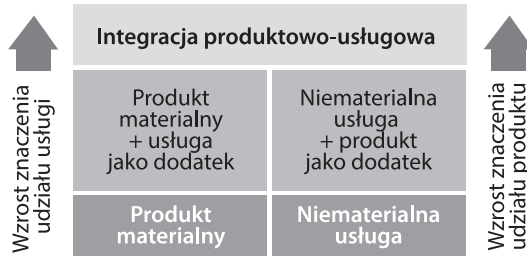 Integracja produktowo-usługowa
Wzrost znaczenia
udziału usługi
Produkt
materialny
+ usługa
jako dodatek
Niematerialna
usługa
+ produkt
jako dodatek
Produkt
materialny
Niematerialna
usługa
Wzrost znaczenia
udziału produktu